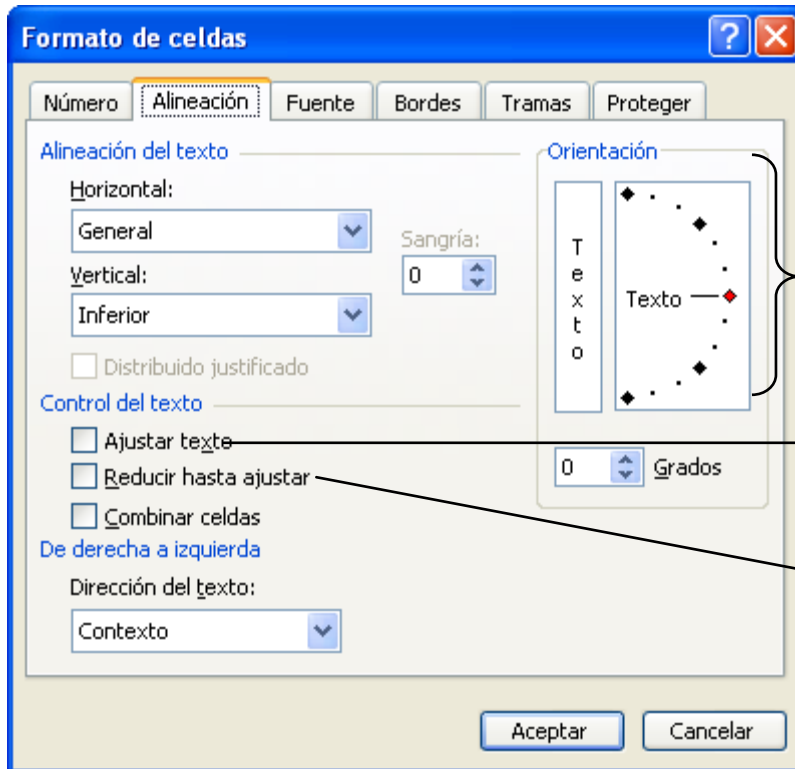 Formato de celdas
Número Alineación Fuente Bordes Tramas Proteger
Alineación del texto
Horizontal:
General
Sangría:
0
Vertical:
Inferior
Distribuido justificado
Control del texto
Ajustar texto
Reducir hasta ajustar
Combinar celdas
De derecha a izquierda
Dirección del texto:
Contexto
Orientación
Texto
Texto
0 Grados
Aceptar Cancelar